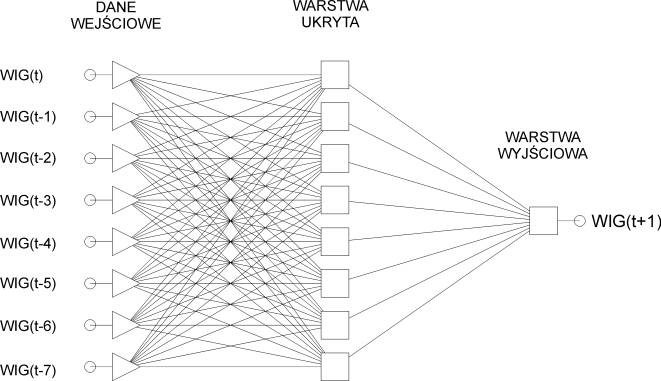 DANE
WEJŚCIOWE
WARSTWA
UKRYTA
WIG(t)
WIG(t-1)
WIG(t-2)
WIG(t-3)
WIG(t-4)
WIG(t-5)
WIG(t-6)
WIG(t-7)
WARSTWA
WYJŚCIOWA
WIG(t+1)